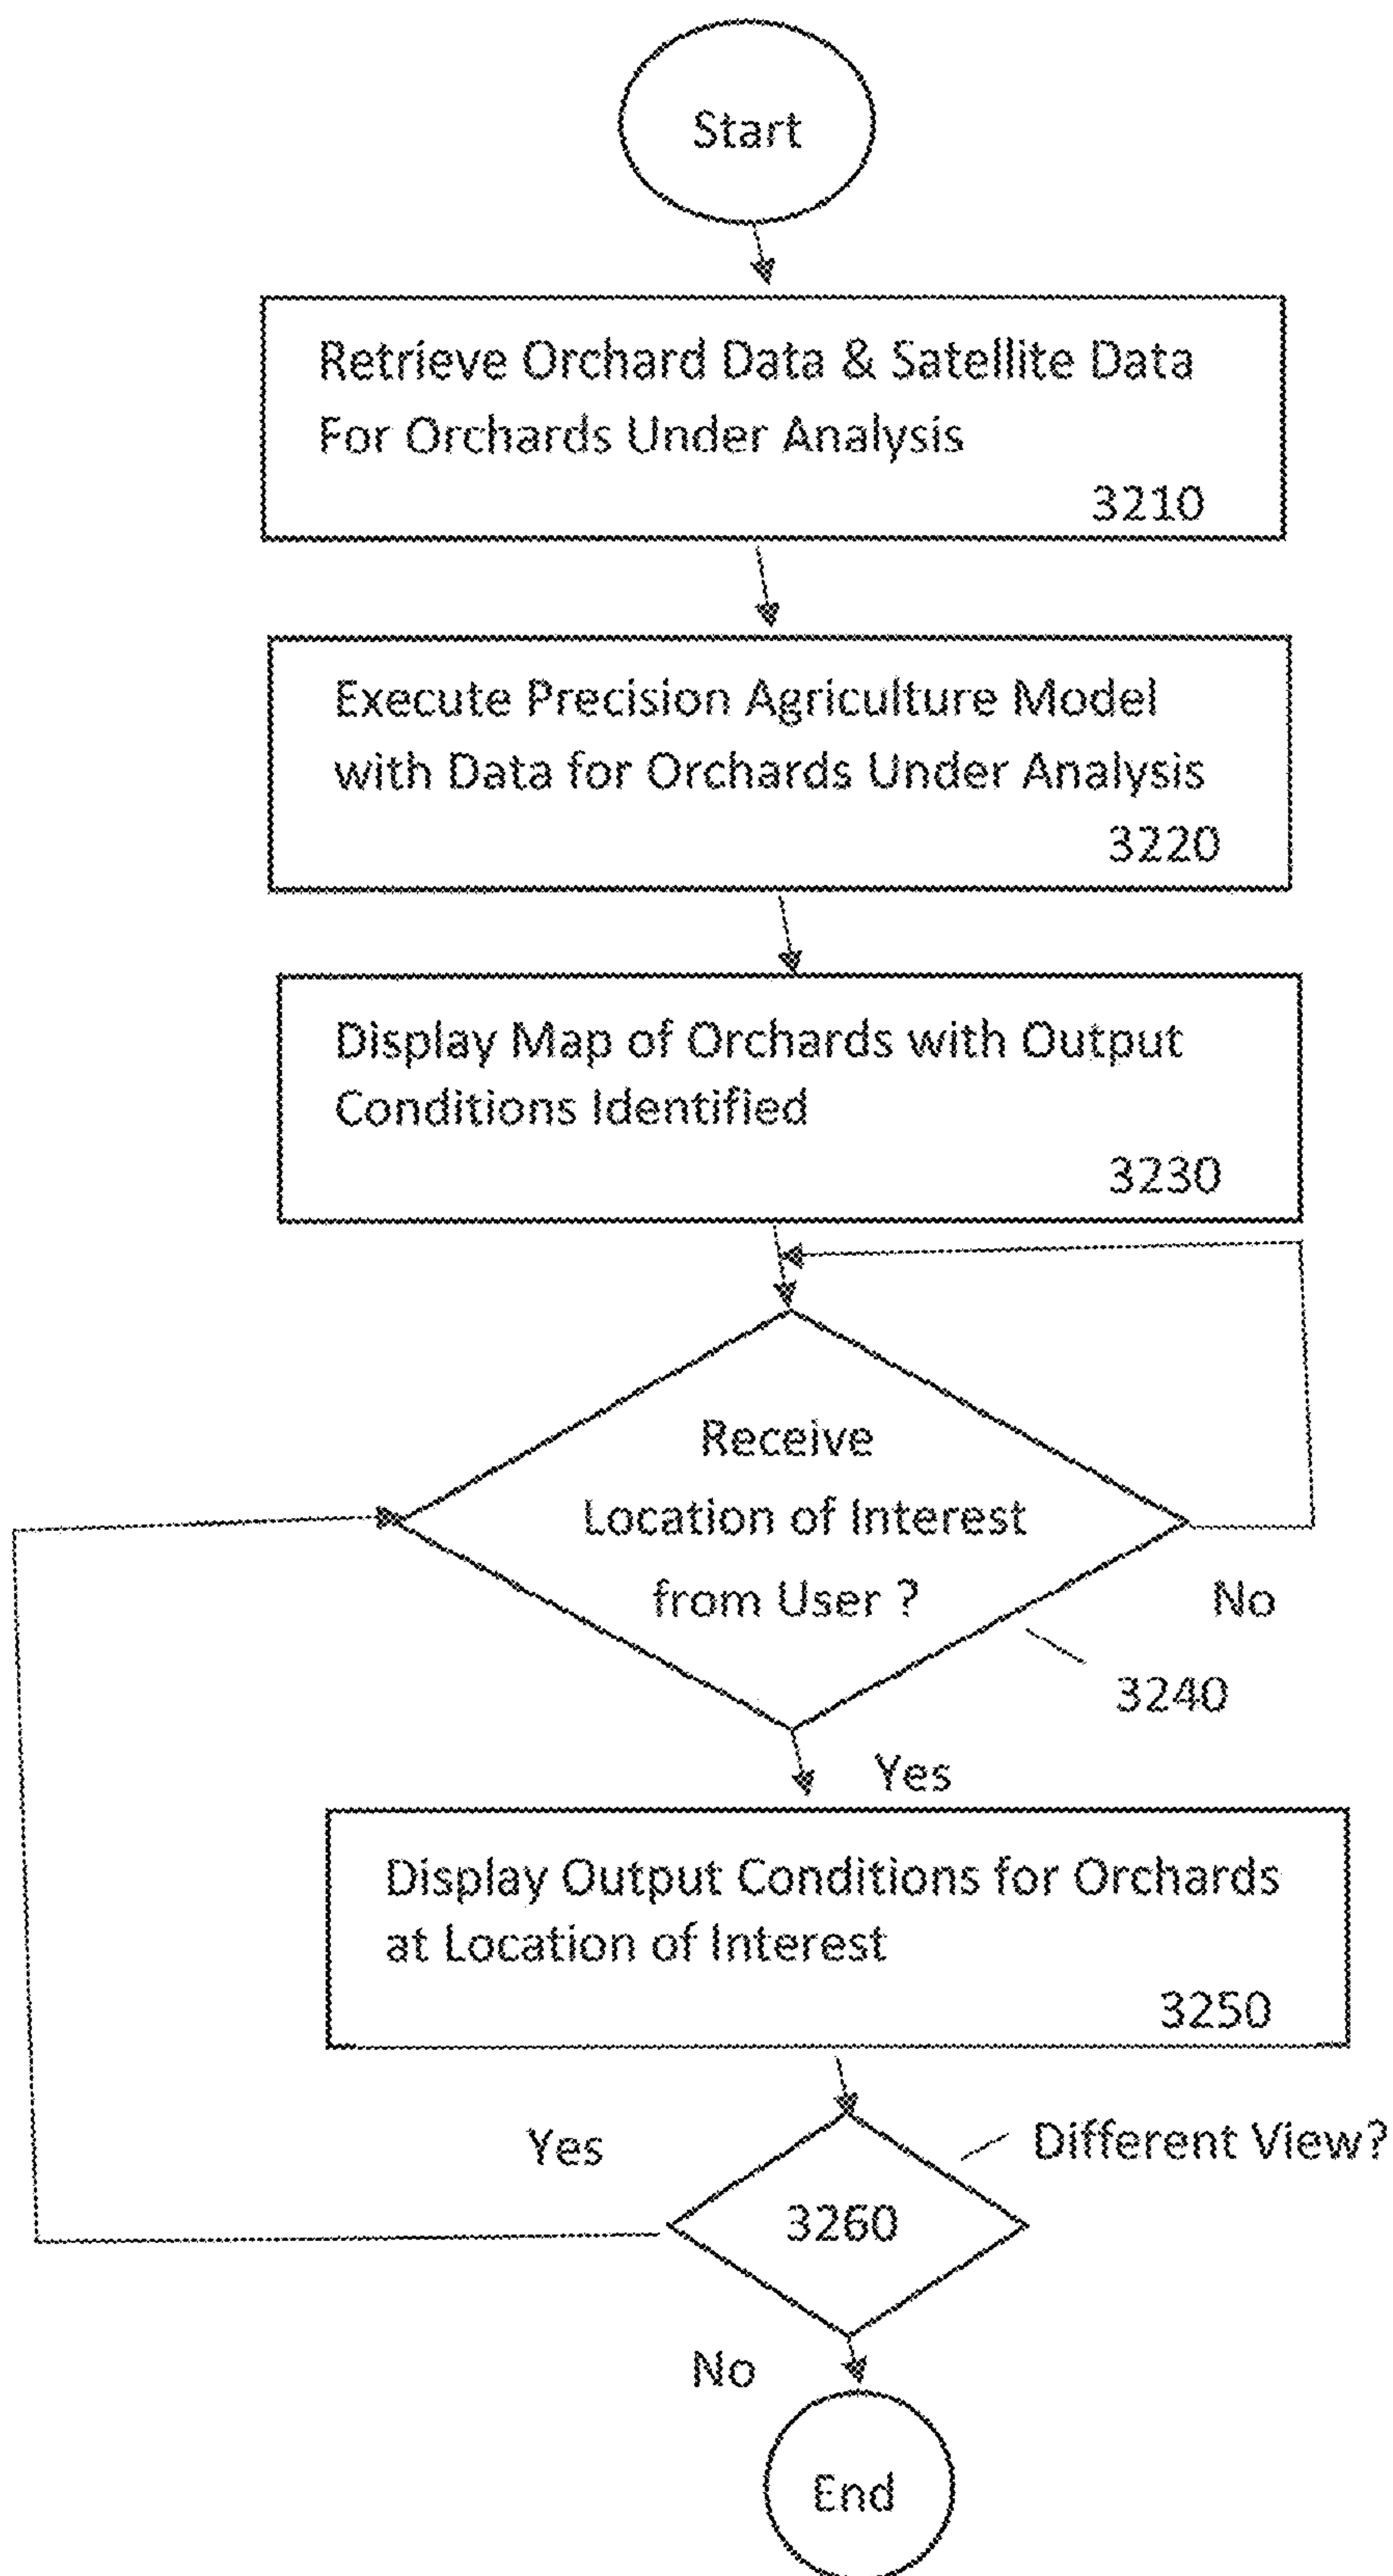 Start
Retrieve Orchard Data & Satellite Data
For Orchards Under Analysis
3210
Execute Precision Agriculture Model
with Data for Orchards Under Analysis
3220
Display Map of Orchards with Output
Conditions Identified
3230
Receive
Location of Interest
from User ?
No
3240
Yes
Display Output Conditions for Orchards
at Location of Interest
3250
Yes
Different View?
3260
No
End